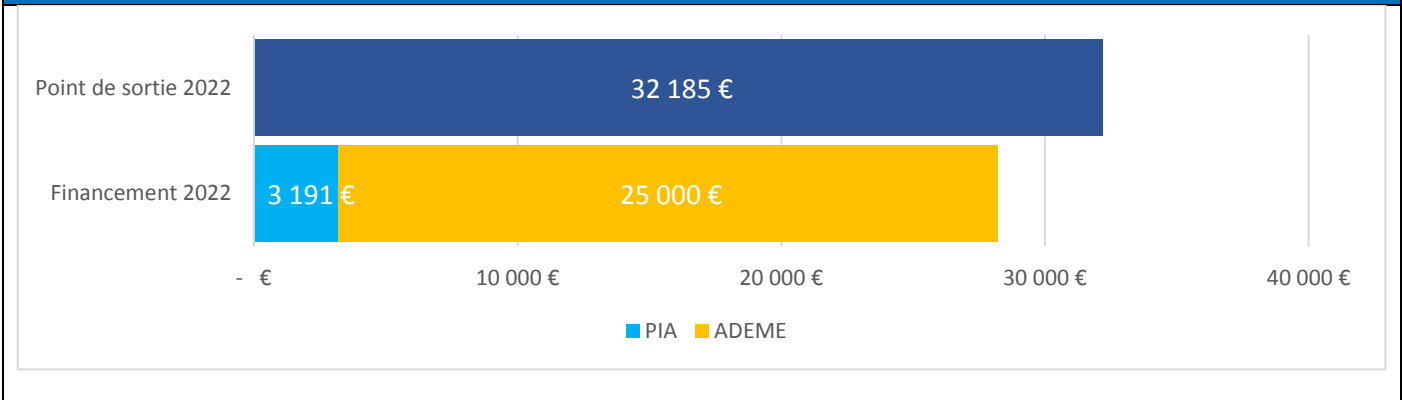 Point de sortie 2022
32 185 €
Financement 2022
3 191 €
25 000 €
- €
10 000 €
20 000 €
30 000 €
40 000 €
PIA ADEME